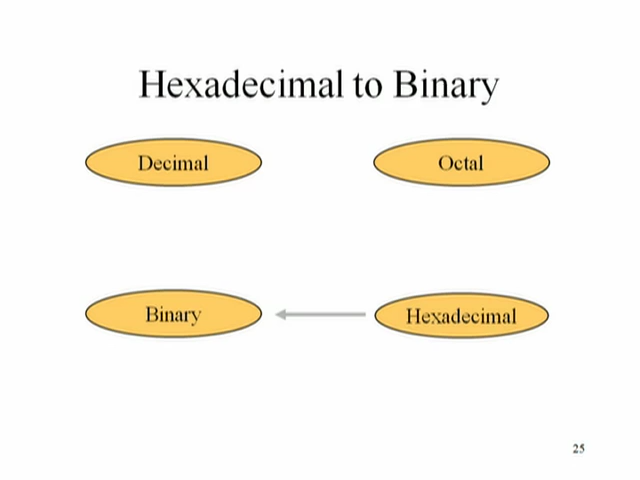 Hexadecimal to Binary
Decimal
Octal
Binary
Hexadecimal
25